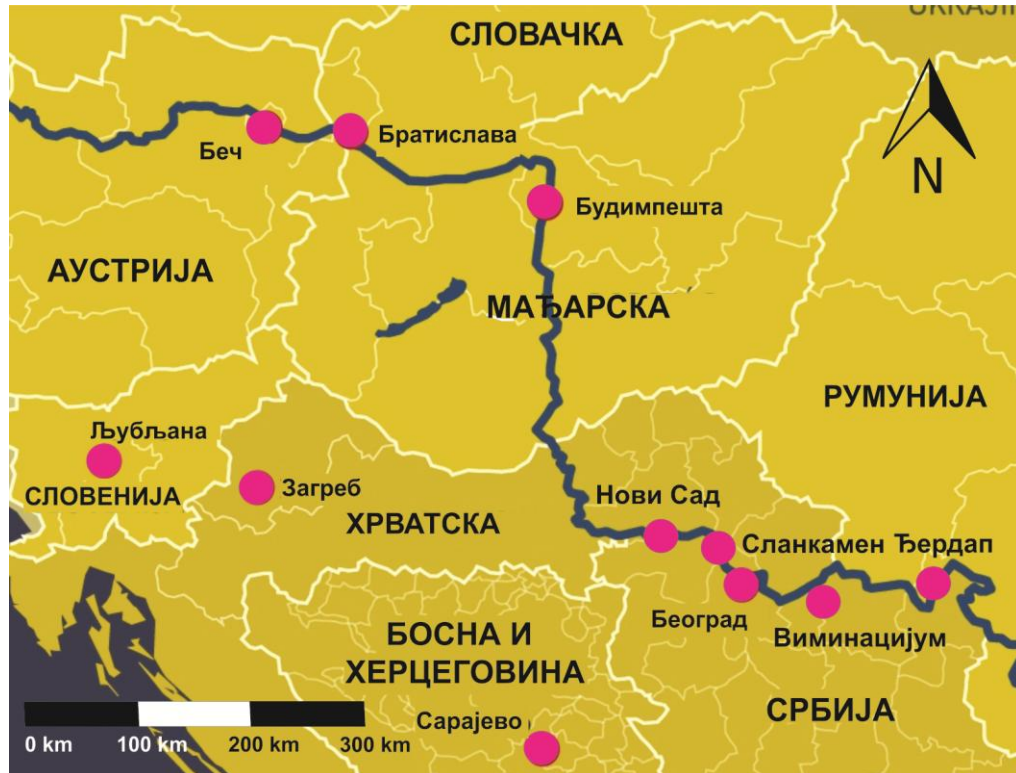 СЛОВАЧКА
Беч
Братислава
N
Будимпешта
АУСТРИЈА
МАЂАРСКА
РУМУНИЈА
Љубљана
СЛОВЕНИЈА
Загреб
ХРВАТСКА
Нови Сад
Сланкамен
Ђердап
Београд
Виминацијум
БОСНА И
ХЕРЦЕГОВИНА
СРБИЈА
Сарајево
0 km 100 km 200 km 300 km